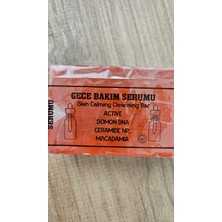 GECE BAKIM SERUMU
Skin Calming Cleansing Bar
ACTIVE
SOMON DNA
CERAMIDE NP,
MACADAMIA
SERUMU